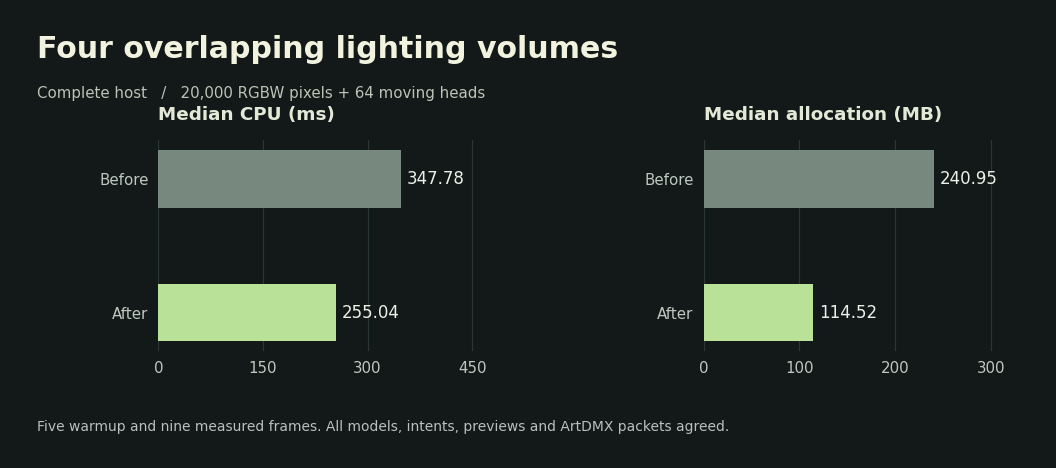 Four overlapping lighting volumes
Complete host / 20,000 RGBW pixels + 64 moving heads
Median CPU (ms)
Before
347.78
After
255.04
0 150 300 450
Median allocation (MB)
Before
240.95
After
114.52
0 100 200 300
Five warmup and nine measured frames. All models, intents, previews and ArtDMX packets agreed.